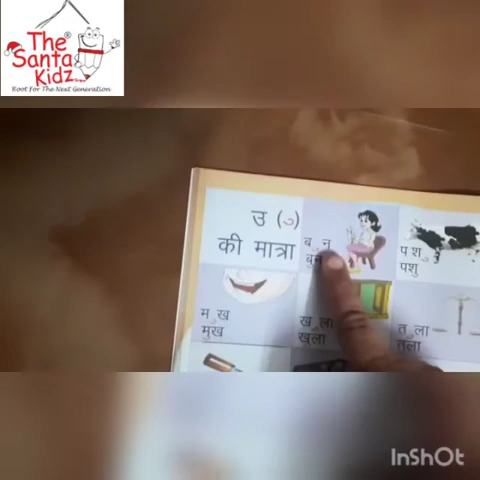 The
Santa
Kidz
Root For The Next Generation
उ (ु)
की मात्रा
ब ु न
बुन
प श ु
पशु
म ु ख
मुख
ख ु ला
खुला
त ु ला
तुला
InShOt